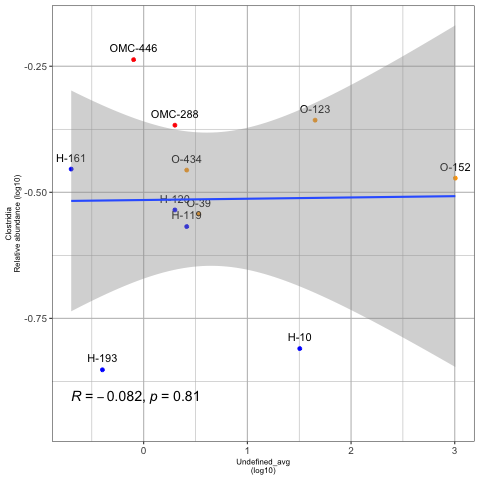 OMC-446
-0.25
OMC-288
O-123
H-161
O-434
O-152
-0.50
H-120
O-39
H-119
Clostridia
Relative abundance (log10)
-0.75
H-10
H-193
R = −0.082, p = 0.81
0 1 2 3
Undefined_avg
(log10)